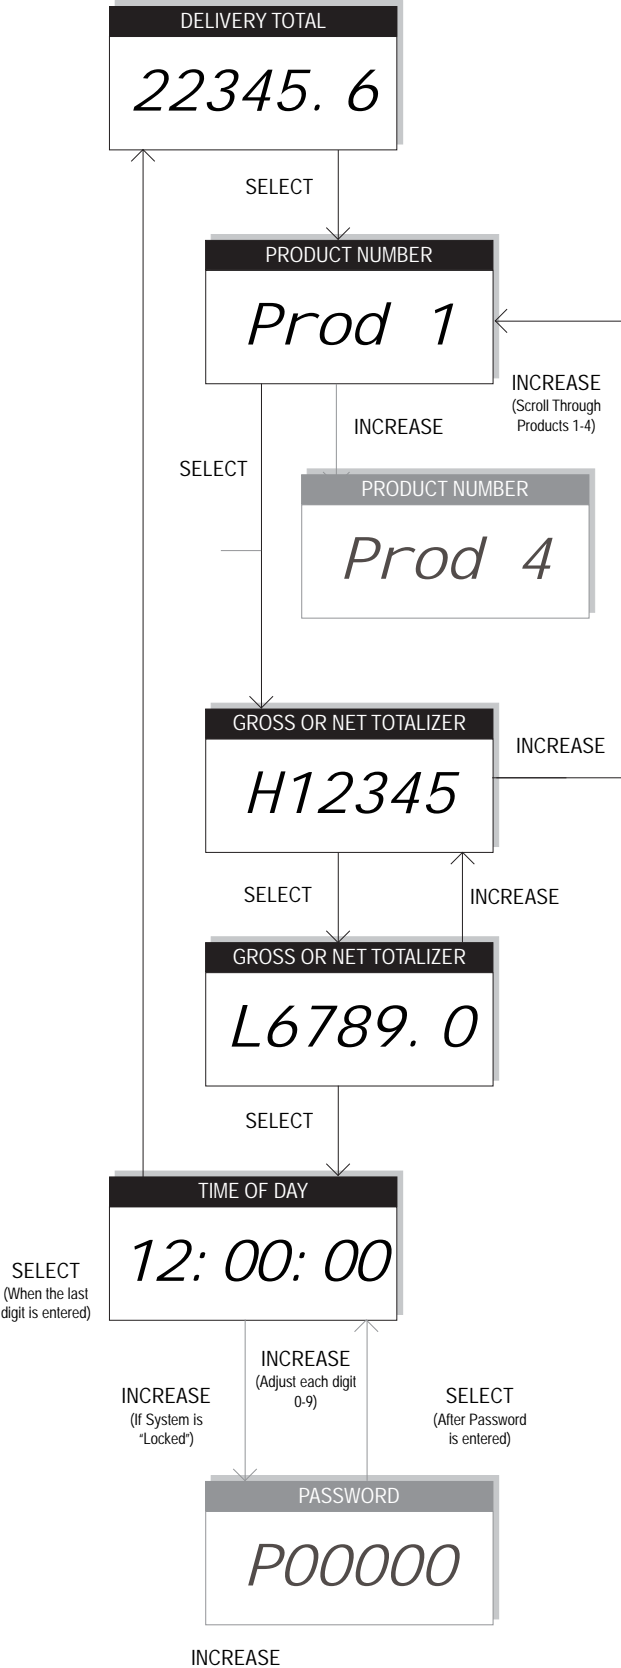 DELIVERY TOTAL
22345. 6
SELECT
PRODUCT NUMBER
Prod 1
INCREASE
(Scroll Through
Products 1-4)
INCREASE
SELECT
PRODUCT NUMBER
Prod 4
GROSS OR NET TOTALIZER
H12345
INCREASE
SELECT
INCREASE
GROSS OR NET TOTALIZER
L6789. 0
SELECT
TIME OF DAY
12: 00: 00
SELECT
(When the last
digit is entered)
INCREASE
(Adjust each digit
0-9)
INCREASE
(If System is
"Locked")
SELECT
(After Password
is entered)
PASSWORD
P00000
INCREASE